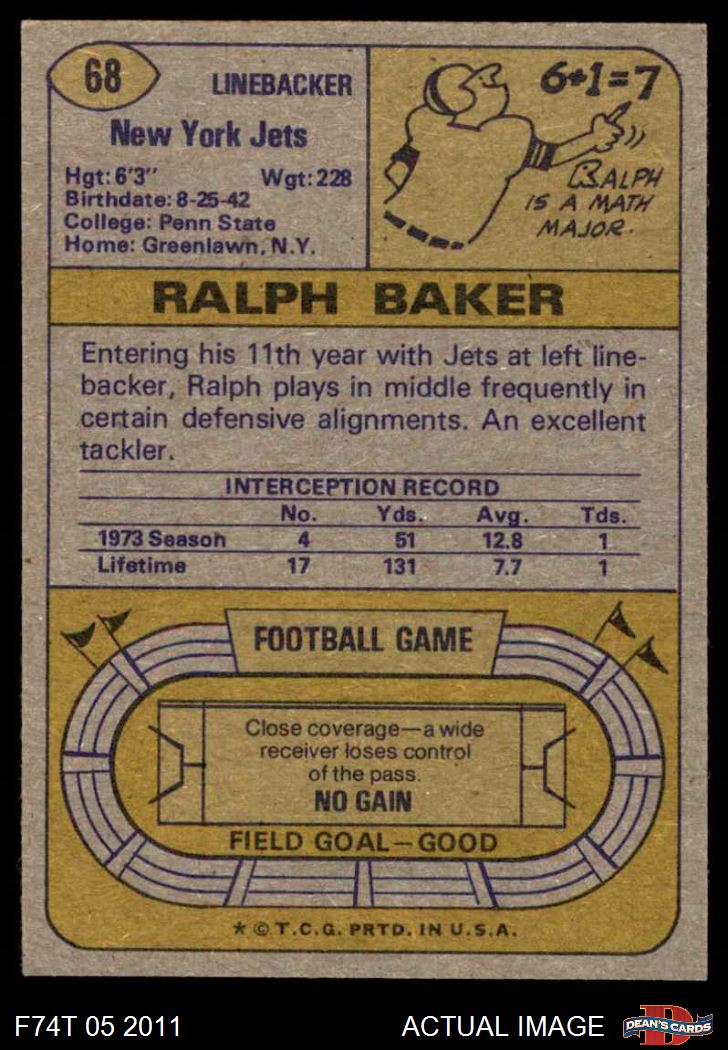 68
LINEBACKER
New York Jets
Hgt: 6'3" Wgt: 228
Birthdate: 8-25-42
College: Penn State
Home: Greenlawn, N.Y.
6+1=7
RALPH
IS A MATH
MAJOR.
RALPH BAKER
Entering his 11th year with Jets at left line-
backer, Ralph plays in middle frequently in
certain defensive alignments. An excellent
tackler.
INTERCEPTION RECORD
No. Yds. Avg. Tds.
1973 Season 4 51 12.8 1
Lifetime 17 131 7.7 1
FOOTBALL GAME
Close coverage—a wide
receiver loses control
of the pass.
NO GAIN
FIELD GOAL—GOOD
* © T.C.G. PRTD. IN U.S.A.
F74T 05 2011 ACTUAL IMAGE
D
DEAN'S CARDS